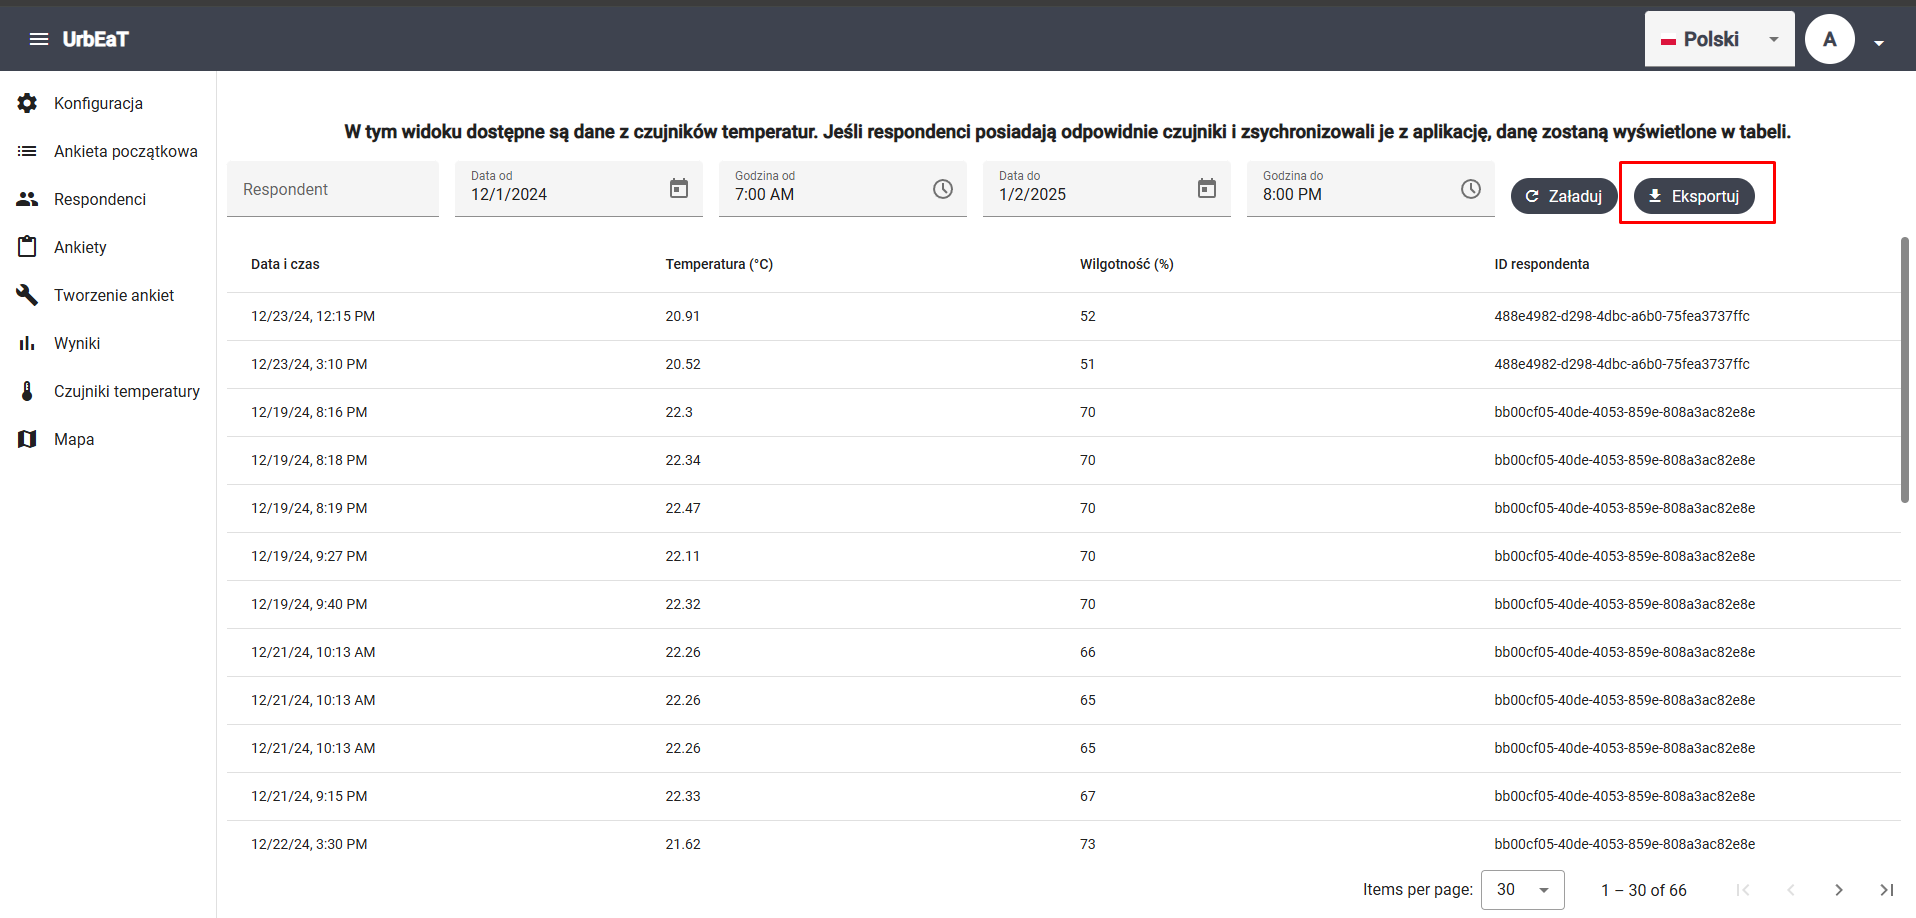 UrbEaT
Polski
A
Konfiguracja
Ankieta początkowa
Respondenci
Ankiety
Tworzenie ankiet
Wyniki
Czujniki temperatury
Mapa
W tym widoku dostępne są dane z czujników temperatur. Jeśli respondenci posiadają odpowidnie czujniki i zsychronizowali je z aplikację, danę zostaną wyświetlone w tabeli.
Respondent
Data od
12/1/2024
Godzina od
7:00 AM
Data do
1/2/2025
Godzina do
8:00 PM
Załaduj
Eksportuj
Data i czas Temperatura (°C) Wilgotność (%) ID respondenta
12/23/24, 12:15 PM 20.91 52 488e4982-d298-4dbc-a6b0-75fea3737ffc
12/23/24, 3:10 PM 20.52 51 488e4982-d298-4dbc-a6b0-75fea3737ffc
12/19/24, 8:16 PM 22.3 70 bb00cf05-40de-4053-859e-808a3ac82e8e
12/19/24, 8:18 PM 22.34 70 bb00cf05-40de-4053-859e-808a3ac82e8e
12/19/24, 8:19 PM 22.47 70 bb00cf05-40de-4053-859e-808a3ac82e8e
12/19/24, 9:27 PM 22.11 70 bb00cf05-40de-4053-859e-808a3ac82e8e
12/19/24, 9:40 PM 22.32 70 bb00cf05-40de-4053-859e-808a3ac82e8e
12/21/24, 10:13 AM 22.26 66 bb00cf05-40de-4053-859e-808a3ac82e8e
12/21/24, 10:13 AM 22.26 65 bb00cf05-40de-4053-859e-808a3ac82e8e
12/21/24, 10:13 AM 22.26 65 bb00cf05-40de-4053-859e-808a3ac82e8e
12/21/24, 9:15 PM 22.33 67 bb00cf05-40de-4053-859e-808a3ac82e8e
12/22/24, 3:30 PM 21.62 73 bb00cf05-40de-4053-859e-808a3ac82e8e
Items per page: 30 1 – 30 of 66